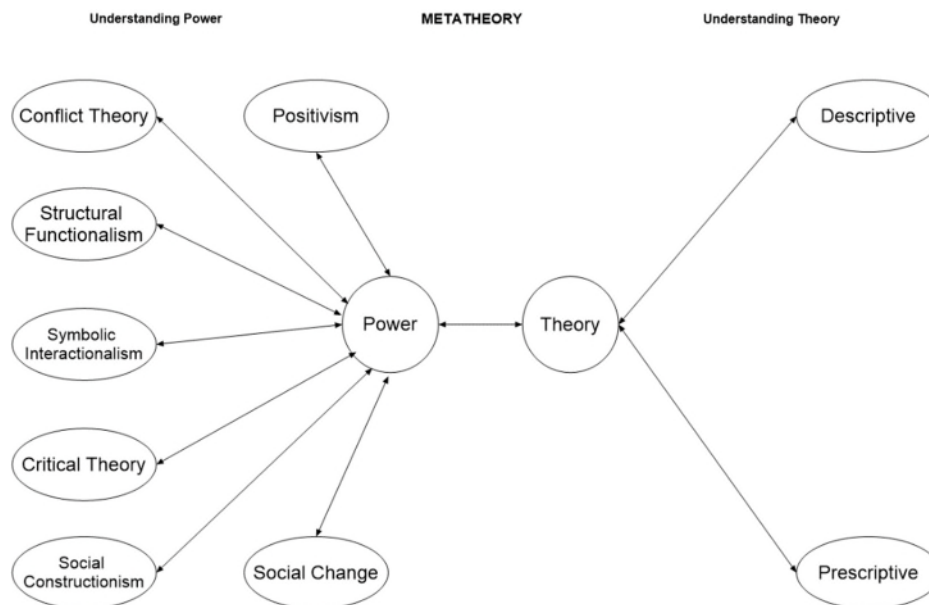 Understanding Power
METATHEORY
Understanding Theory
Conflict Theory
Positivism
Descriptive
Structural
Functionalism
Power
Theory
Symbolic
Interactionalism
Critical Theory
Social
Constructionism
Social Change
Prescriptive